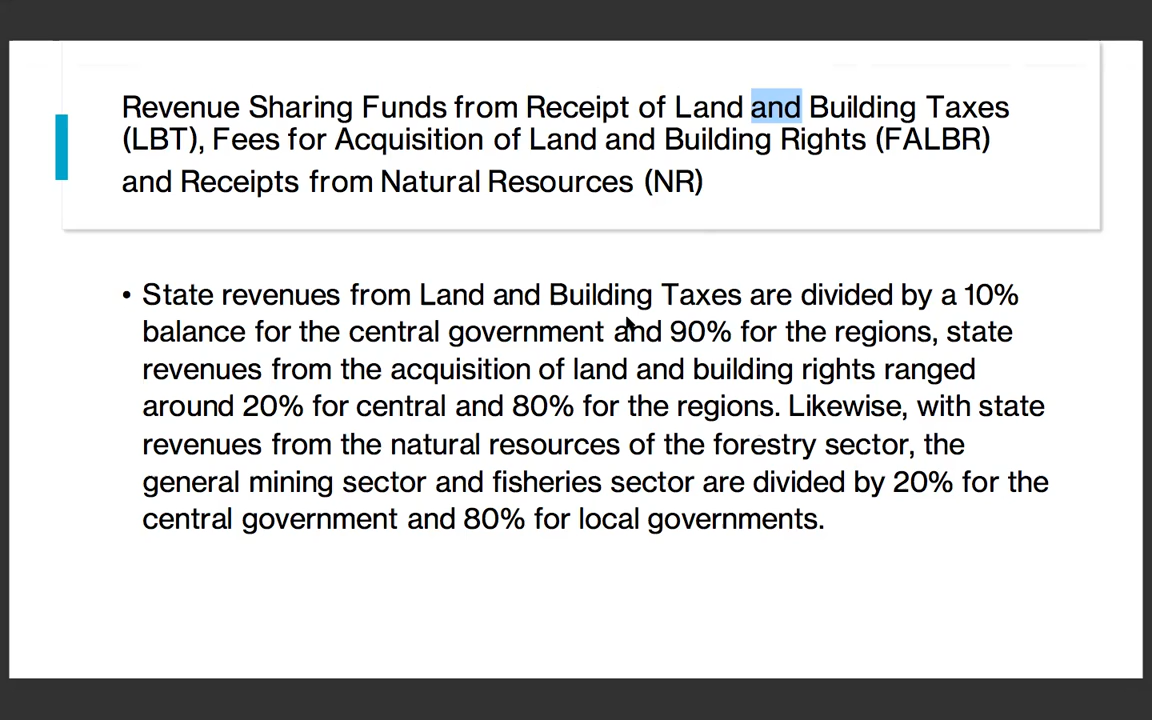 Revenue Sharing Funds from Receipt of Land and Building Taxes
(LBT), Fees for Acquisition of Land and Building Rights (FALBR)
and Receipts from Natural Resources (NR)
• State revenues from Land and Building Taxes are divided by a 10%
balance for the central government and 90% for the regions, state
revenues from the acquisition of land and building rights ranged
around 20% for central and 80% for the regions. Likewise, with state
revenues from the natural resources of the forestry sector, the
general mining sector and fisheries sector are divided by 20% for the
central government and 80% for local governments.